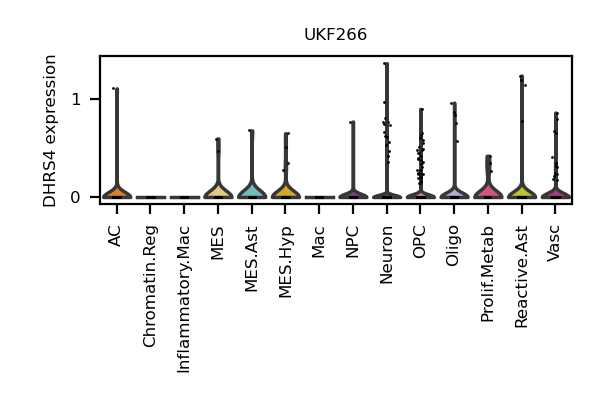 UKF266
DHRS4 expression
1
0
AC
Chromatin.Reg
Inflammatory.Mac
MES
MES.Ast
MES.Hyp
Mac
NPC
Neuron
OPC
Oligo
Prolif.Metab
Reactive.Ast
Vasc